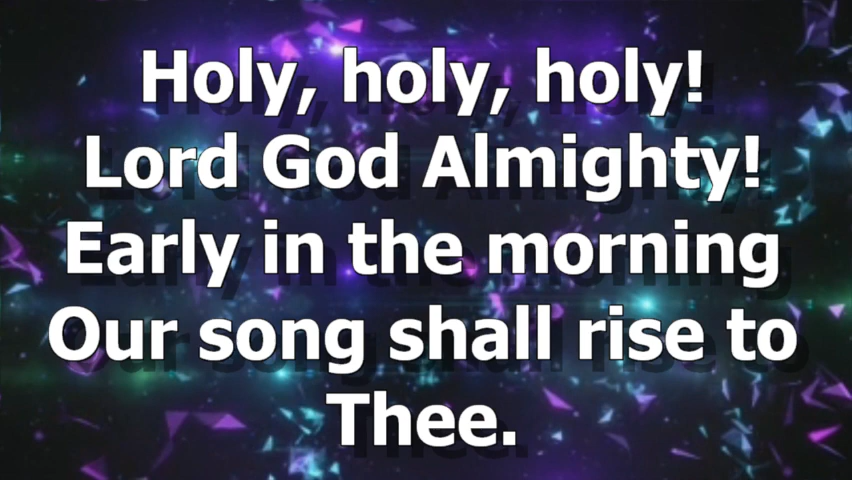 Holy, holy, holy!
Lord God Almighty!
Early in the morning
Our song shall rise to
Thee.